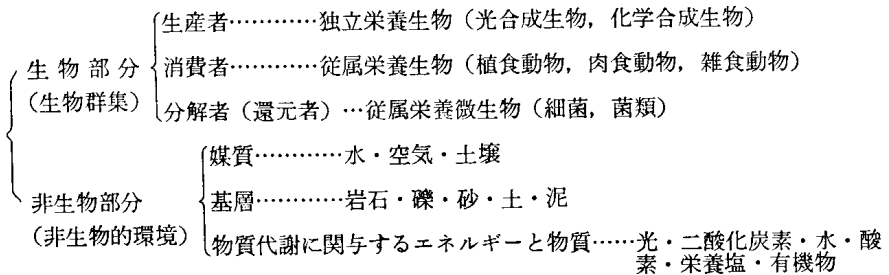 生産者…………独立栄養生物（光合成生物，化学合成生物）
生物部分
消費者…………従属栄養生物（植食動物，肉食動物，雑食動物）
（生物群集）
分解者（還元者）…従属栄養微生物（細菌，菌類）
媒質…………水・空気・土壌
非生物部分
基層…………岩石・礫・砂・土・泥
（非生物的環境）
物質代謝に関与するエネルギーと物質……光・二酸化炭素・水・酸
素・栄養塩・有機物